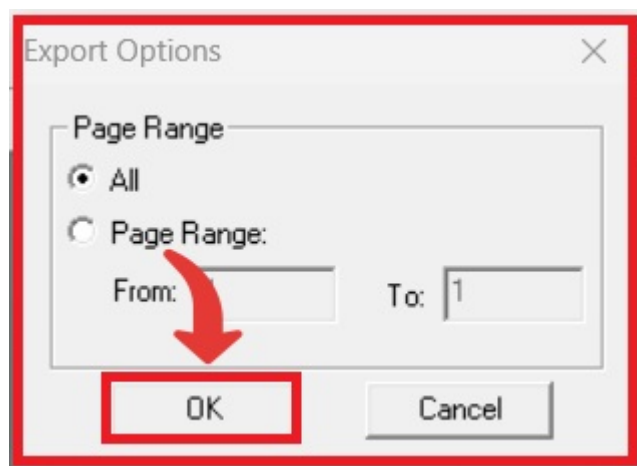 Export Options
Page Range
All
Page Range:
From: To: 1
OK Cancel